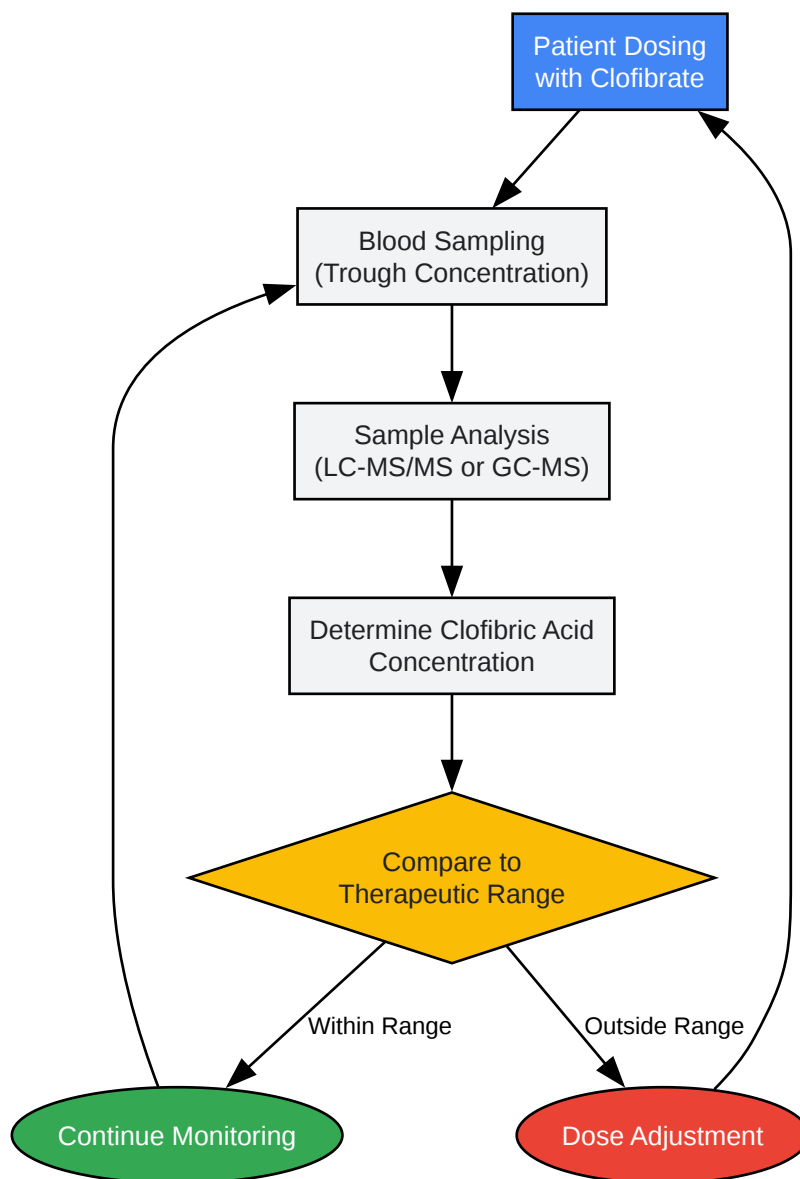 Patient Dosing
with Clofibrate
Blood Sampling
(Trough Concentration)
Sample Analysis
(LC-MS/MS or GC-MS)
Determine Clofibric Acid
Concentration
Compare to
Therapeutic Range
Within Range
Outside Range
Continue Monitoring
Dose Adjustment